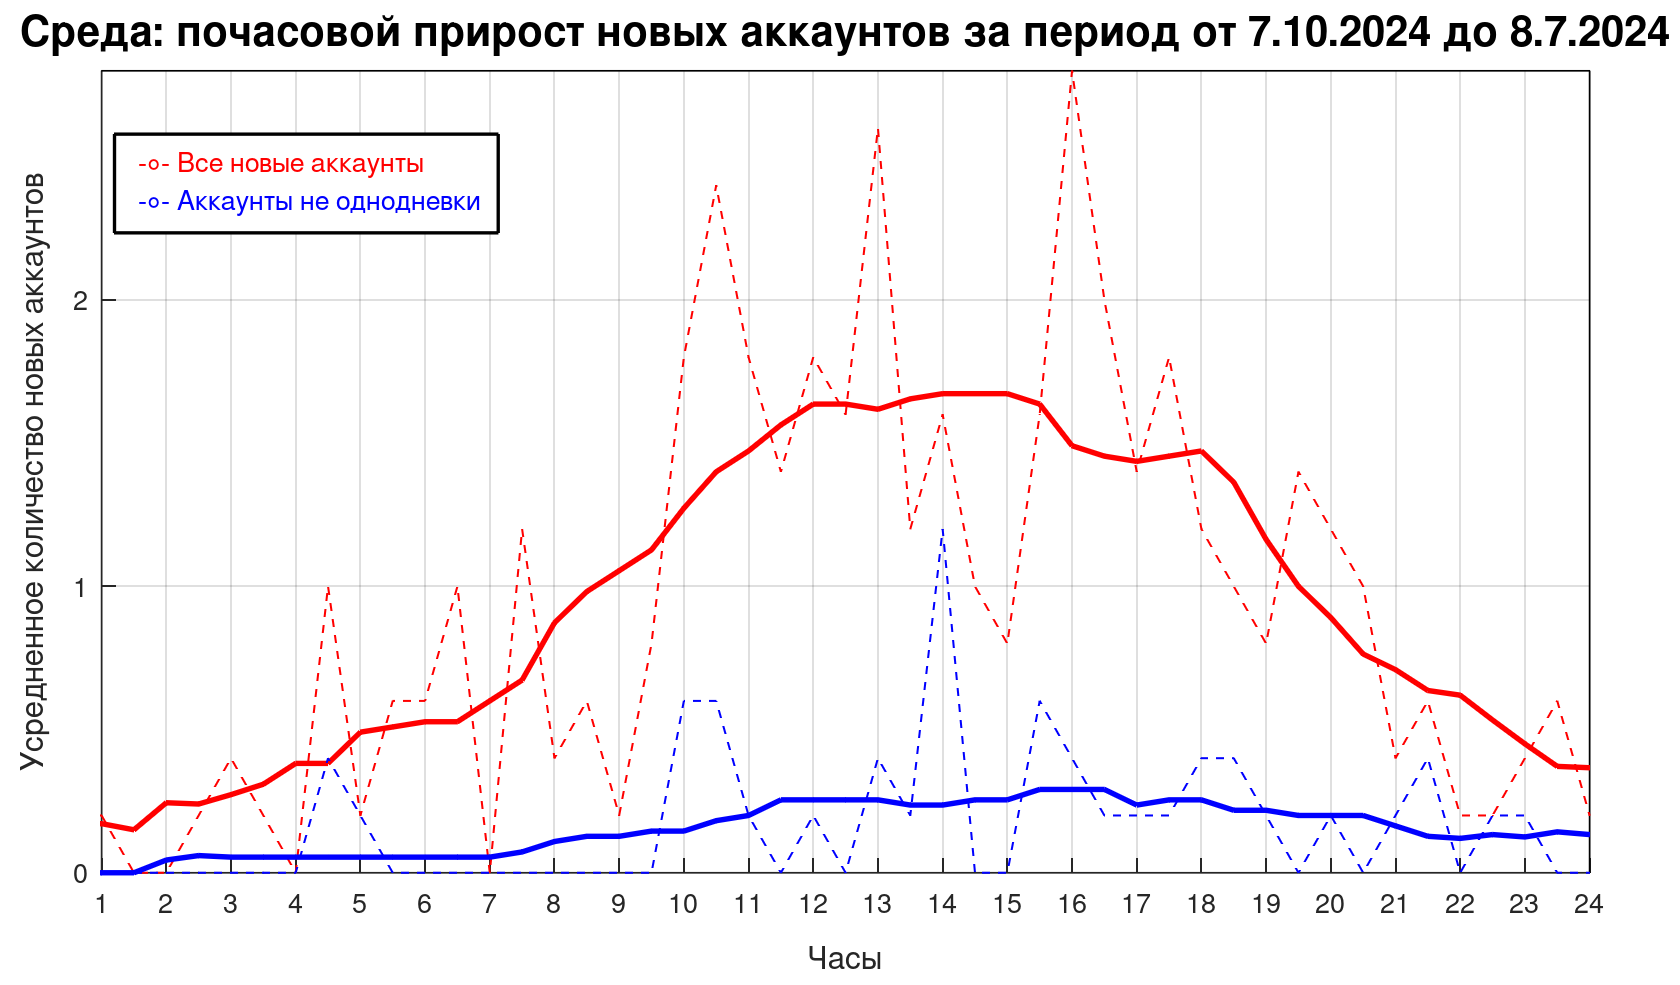 Среда: почасовой прирост новых аккаунтов за период от 7.10.2024 до 8.7.2024
-o- Все новые аккаунты
-o- Аккаунты не однодневки
Усредненное количество новых аккаунтов
2
1
0
1 2 3 4 5 6 7 8 9 10 11 12 13 14 15 16 17 18 19 20 21 22 23 24
Часы